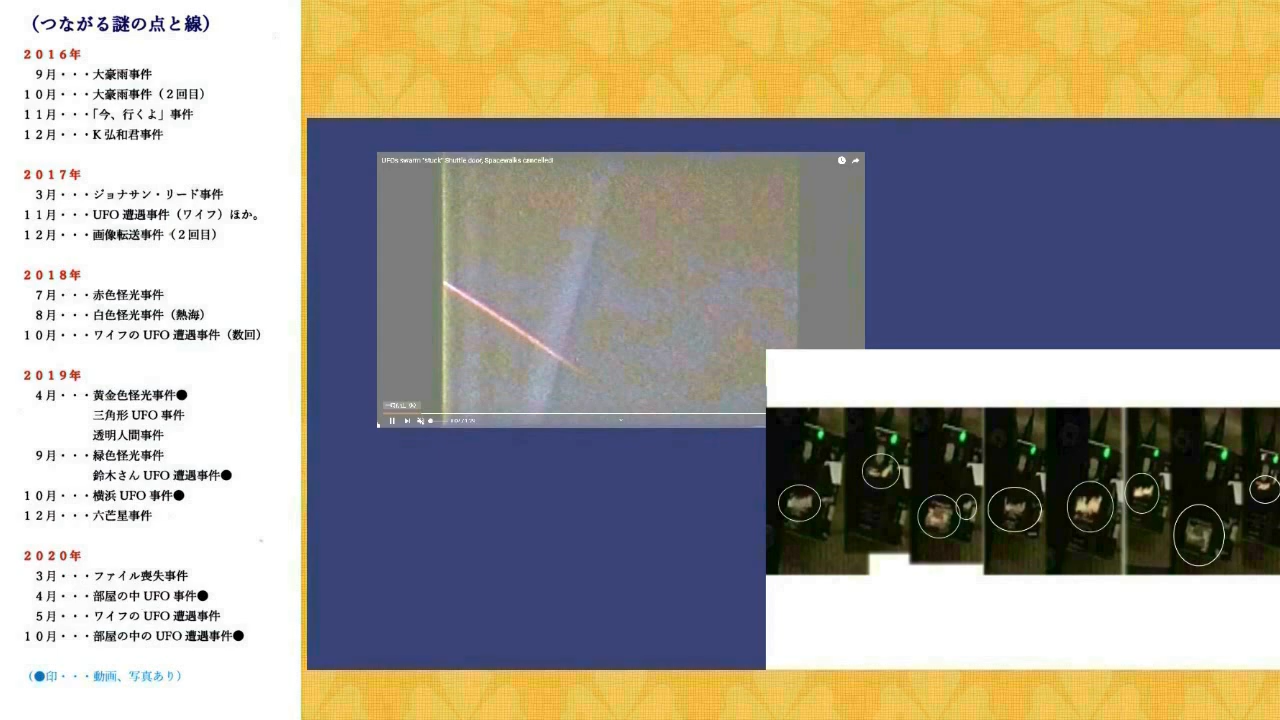 （つながる謎の点と線）
２０１６年
９月・・・大豪雨事件
１０月・・・大豪雨事件（２回目）
１１月・・・「今、行くよ」事件
１２月・・・K 弘和君事件
２０１７年
３月・・・ジョナサン・リード事件
１１月・・・UFO 遭遇事件（ワイフ）ほか。
１２月・・・画像転送事件（２回目）
２０１８年
７月・・・赤色怪光事件
８月・・・白色怪光事件（熱海）
１０月・・・ワイフの UFO 遭遇事件（数回）
２０１９年
４月・・・黄金色怪光事件●
三角形 UFO 事件
透明人間事件
９月・・・緑色怪光事件
鈴木さん UFO 遭遇事件●
１０月・・・横浜 UFO 事件●
１２月・・・六芒星事件
２０２０年
３月・・・ファイル喪失事件
４月・・・部屋の中 UFO 事件●
５月・・・ワイフの UFO 遭遇事件
１０月・・・部屋の中の UFO 遭遇事件●
（●印・・・動画、写真あり）
UFOs swarm "stuck" Shuttle door, Spacewalks cancelled!